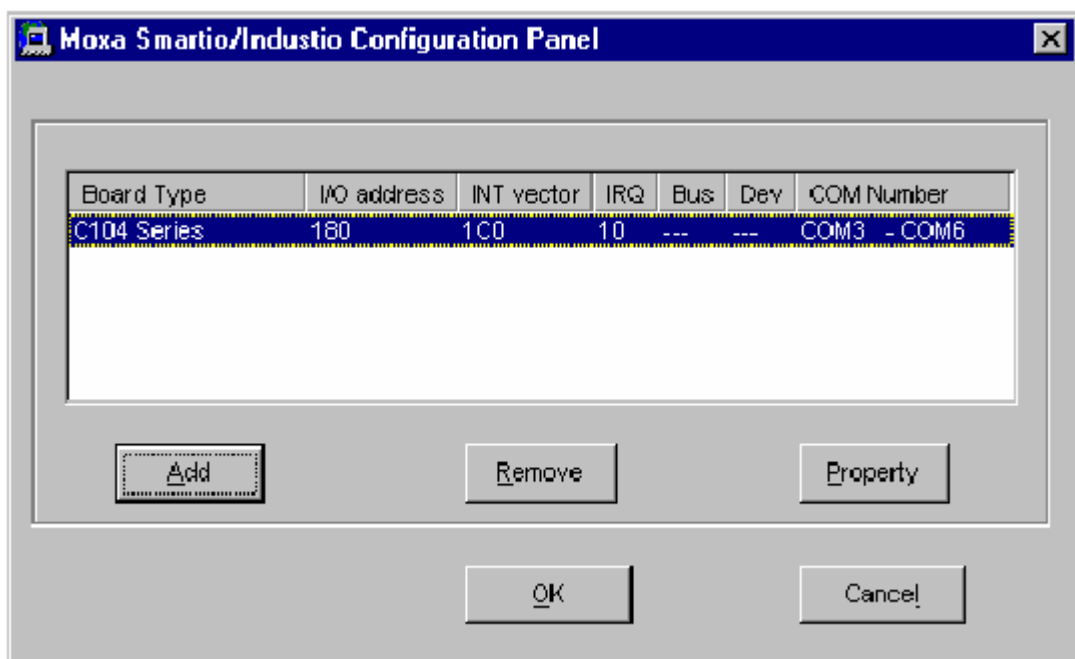 Moxa Smartio/Industio Configuration Panel
Board Type I/O address INT vector IRQ Bus Dev COM Number
C104 Series 180 1C0 10 --- --- COM3 - COM6
Add Remove Property
OK Cancel